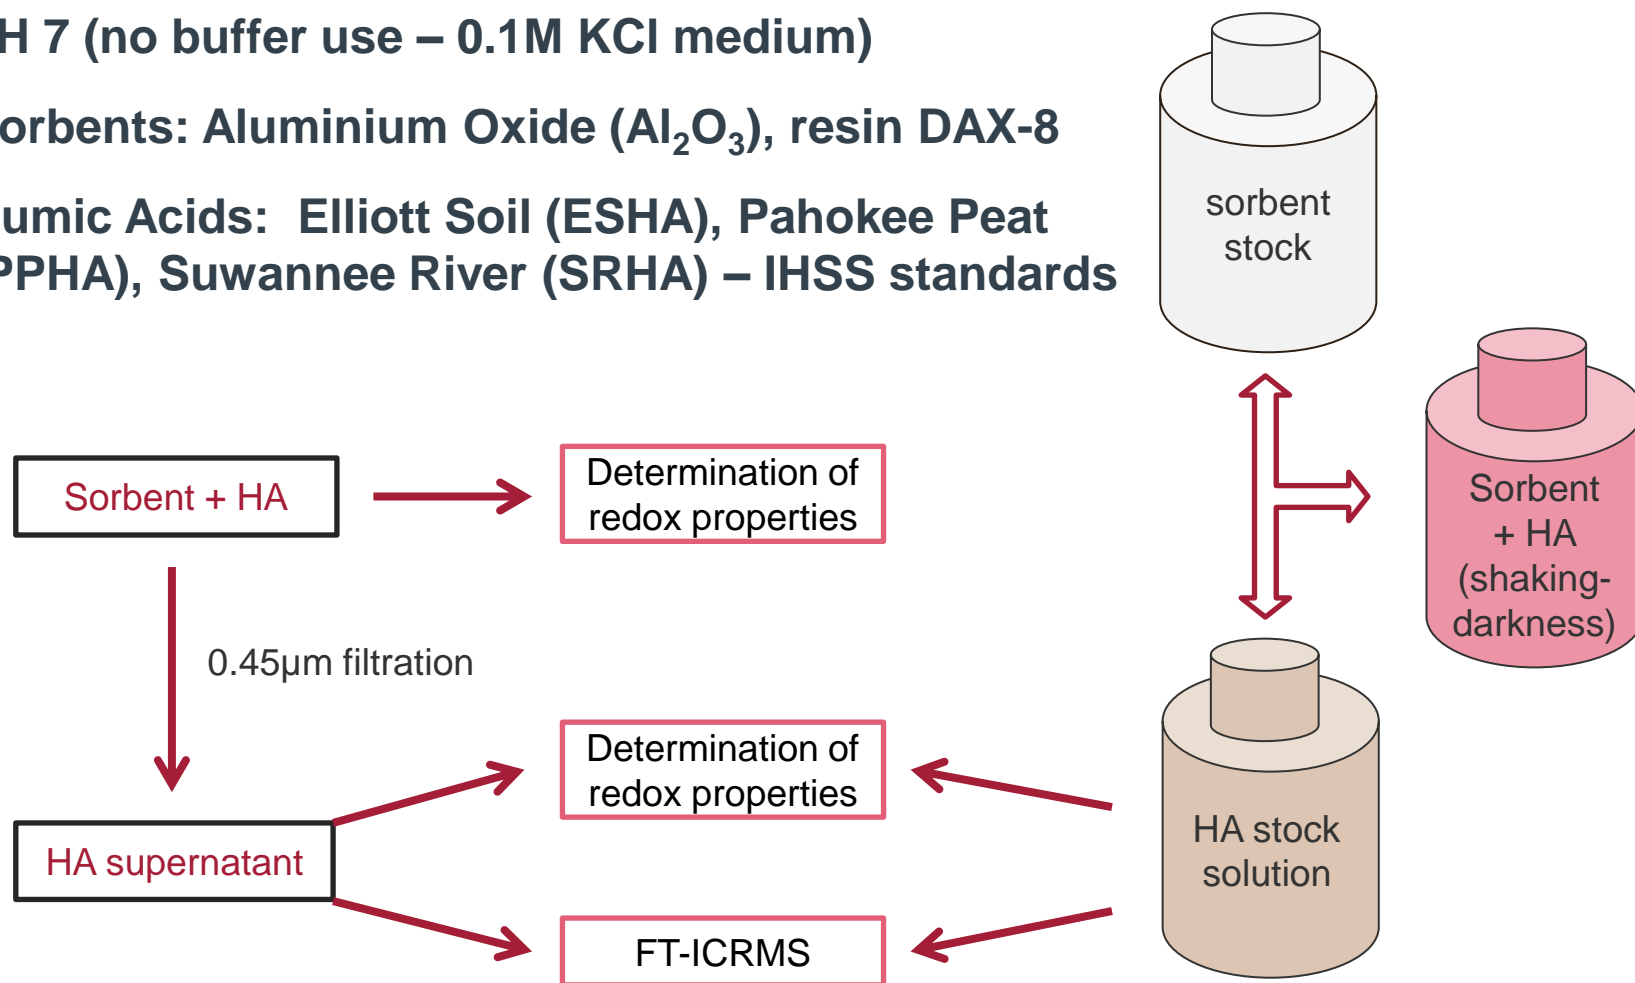 H 7 (no buffer use – 0.1M KCl medium)
orbents: Aluminium Oxide (Al₂O₃), resin DAX-8
umic Acids:  Elliott Soil (ESHA), Pahokee Peat
PPHA), Suwannee River (SRHA) – IHSS standards
sorbent
stock
Sorbent
+ HA
(shaking-
darkness)
Sorbent + HA
Determination of
redox properties
0.45µm filtration
Determination of
redox properties
HA supernatant
HA stock
solution
FT-ICRMS